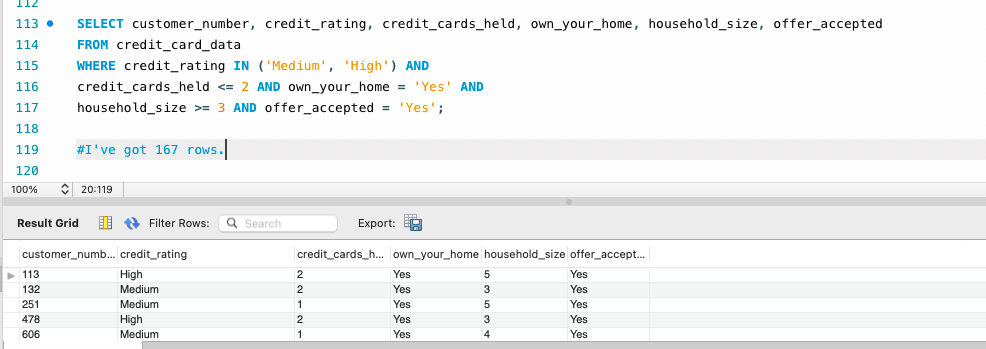 112
113 SELECT customer_number, credit_rating, credit_cards_held, own_your_home, household_size, offer_accepted
114 FROM credit_card_data
115 WHERE credit_rating IN ('Medium', 'High') AND
116 credit_cards_held <= 2 AND own_your_home = 'Yes' AND
117 household_size >= 3 AND offer_accepted = 'Yes';
118
119 #I've got 167 rows.
120
100% 20:119
Result Grid Filter Rows: Search Export:
customer_numb... credit_rating credit_cards_h... own_your_home household_size offer_accept...
113 High 2 Yes 5 Yes
132 Medium 2 Yes 3 Yes
251 Medium 1 Yes 5 Yes
478 High 2 Yes 3 Yes
606 Medium 1 Yes 4 Yes